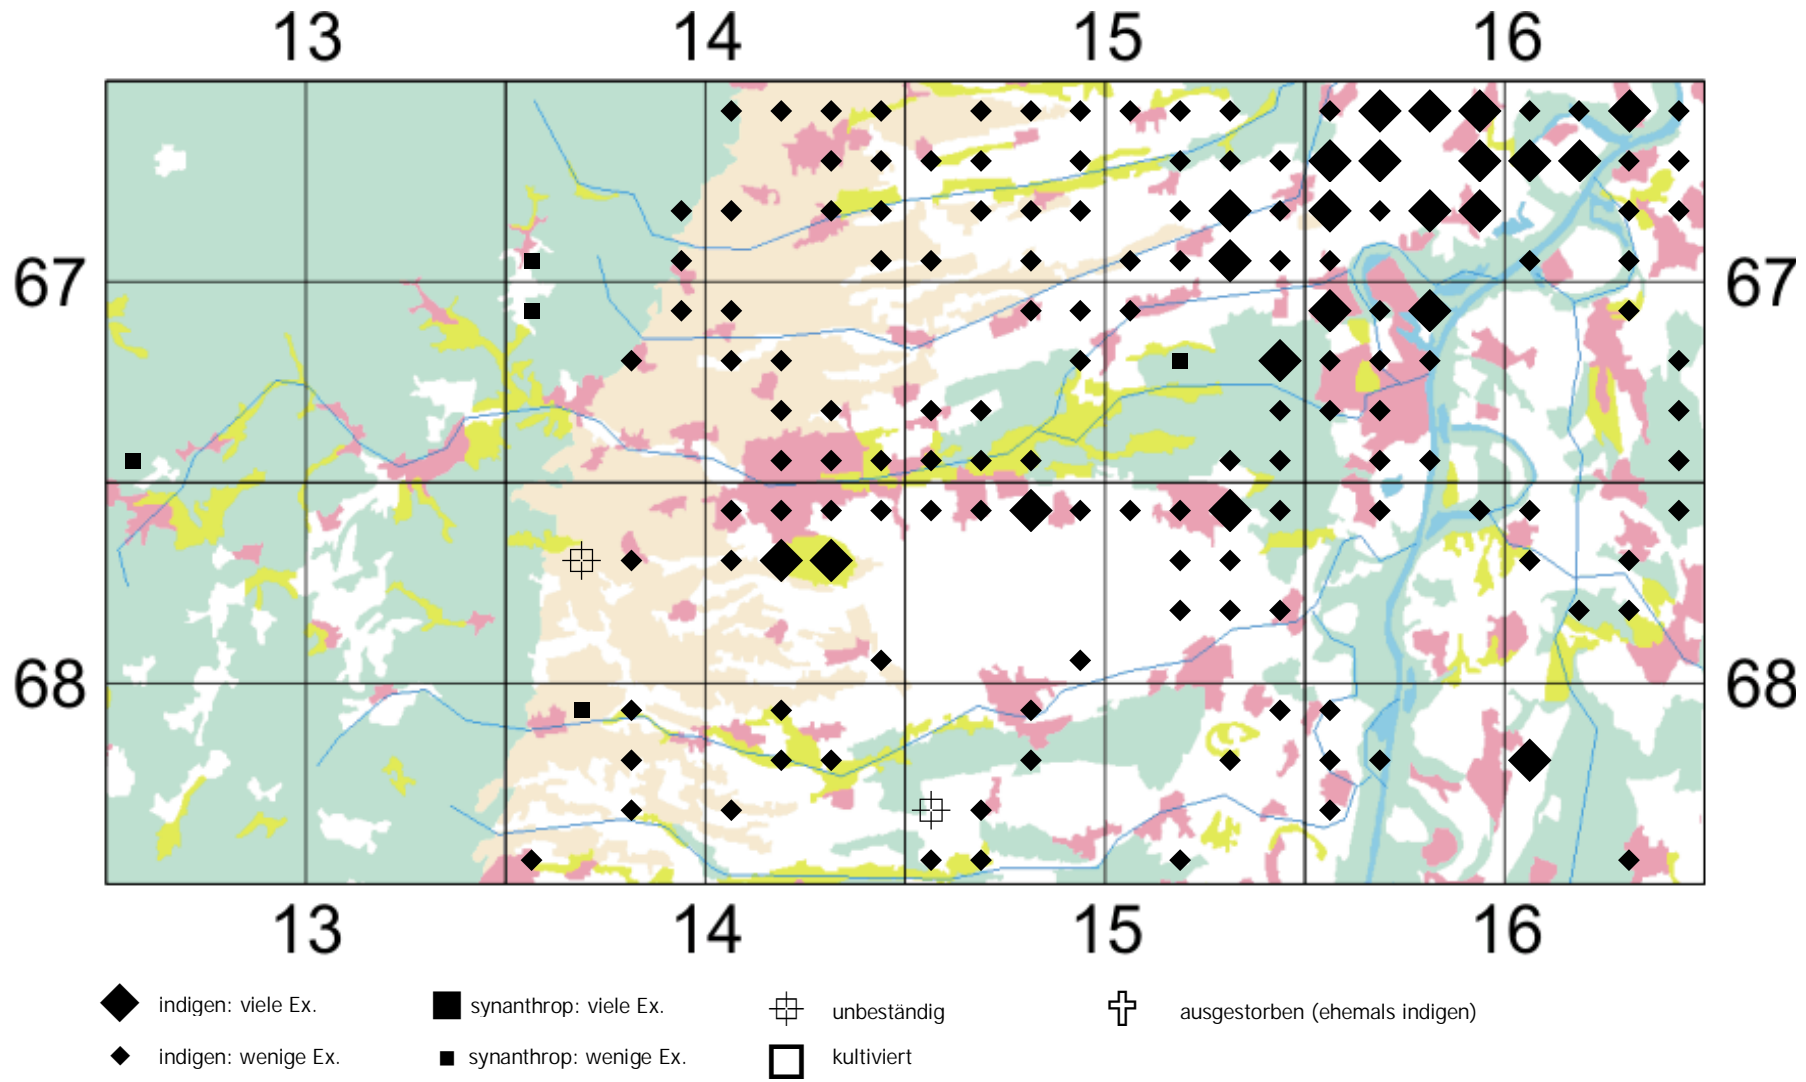 13 14 15 16
67 67
68 68
13 14 15 16
indigen: viele Ex. synanthrop: viele Ex. unbeständig ausgestorben (ehemals indigen)
indigen: wenige Ex. synanthrop: wenige Ex. kultiviert